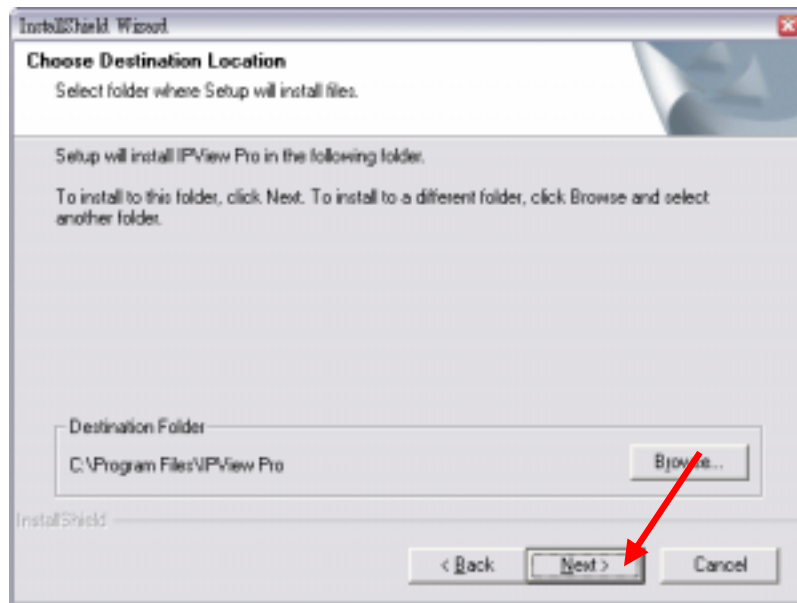 InstallShield Wizard
Choose Destination Location
Select folder where Setup will install files.
Setup will install IPView Pro in the following folder.
To install to this folder, click Next. To install to a different folder, click Browse and select
another folder.
Destination Folder
C:\Program Files\IPView Pro
Browse...
InstallShield
< Back
Next >
Cancel